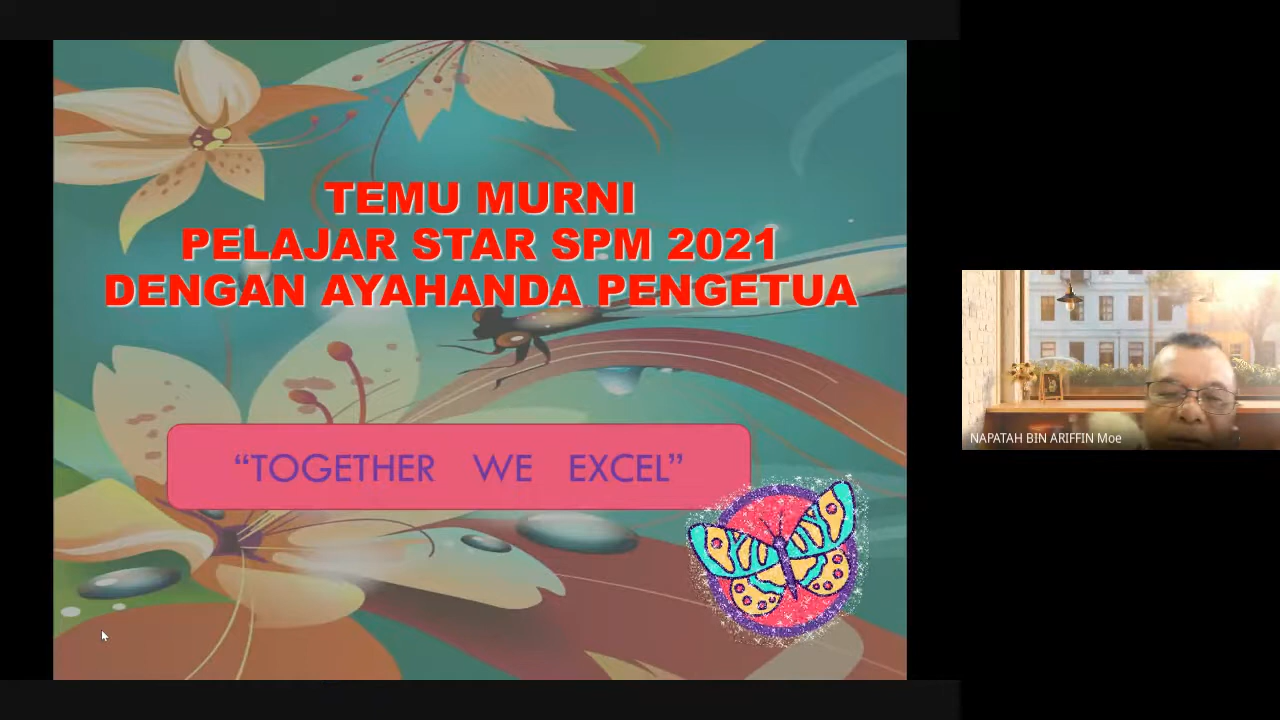 TEMU MURNI
PELAJAR STAR SPM 2021
DENGAN AYAHANDA PENGETUA
“TOGETHER WE EXCEL”
NAPATAH BIN ARIFFIN Moe